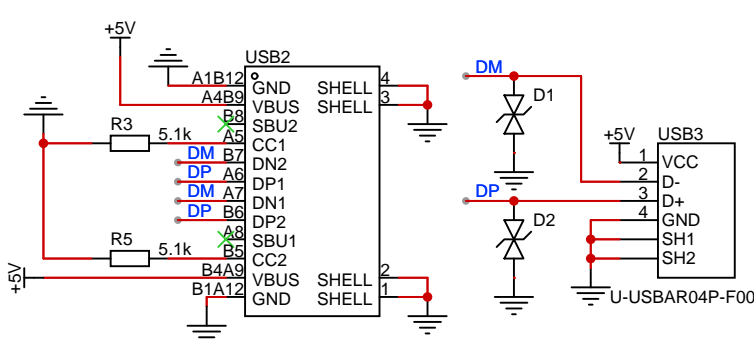 +5V
USB2
A1B12
GND
SHELL
4
A4B9
VBUS
SHELL
3
B8
SBU2
R3
5.1k
A5
CC1
DM
B7
DN2
DP
A6
DP1
DM
A7
DN1
DP
B6
DP2
A8
SBU1
R5
5.1k
B5
CC2
+5V
B4A9
VBUS
SHELL
2
B1A12
GND
SHELL
1
DM
D1
DP
D2
+5V
USB3
1
VCC
2
D-
3
D+
4
GND
SH1
SH2
U-USBAR04P-F00